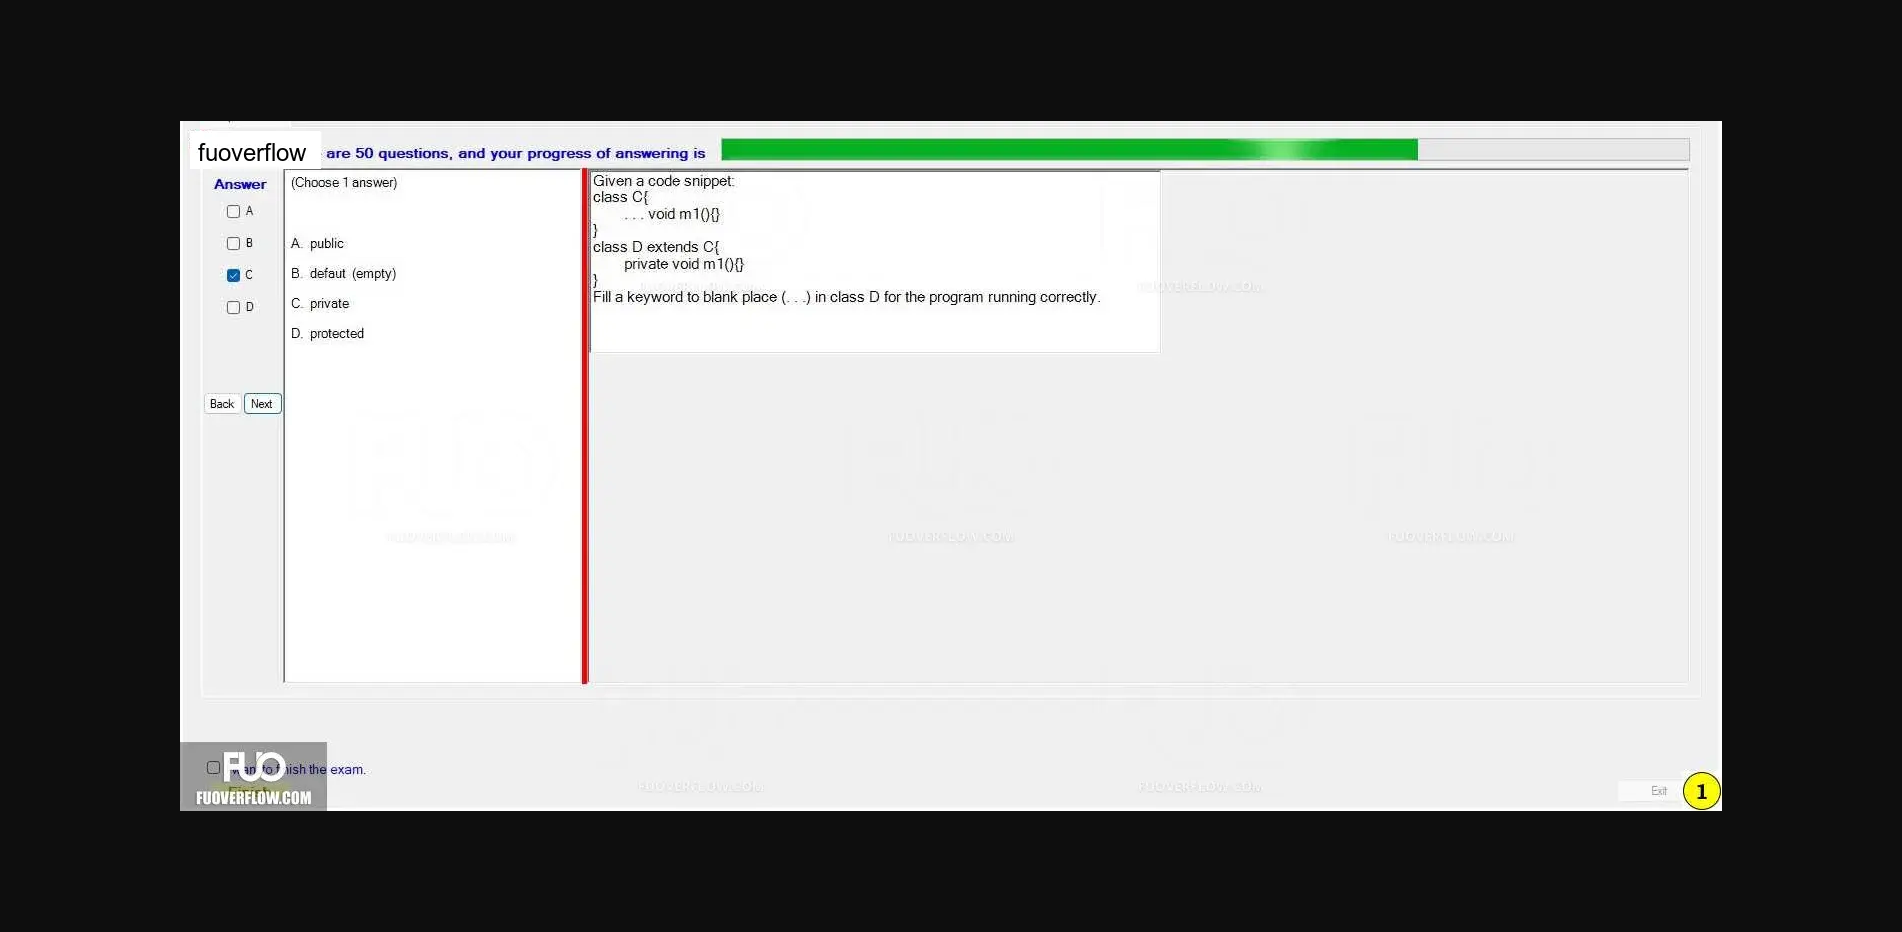 fuoverflow
are 50 questions, and your progress of answering is
Answer
A
B
C
D
Back
Next
(Choose 1 answer)
A. public
B. defaut (empty)
C. private
D. protected
Given a code snippet:
class C{
. . . void m1(){}
}
class D extends C{
private void m1(){}
}
Fill a keyword to blank place (. . .) in class D for the program running correctly.
FUOVERFLOW.COM
FUOVERFLOW.COM
FUOVERFLOW.COM
FUOVERFLOW.COM
FUOVERFLOW.COM
FUOVERFLOW.COM
want to finish the exam.
Finish
FUO
FUOVERFLOW.COM
Exit
1